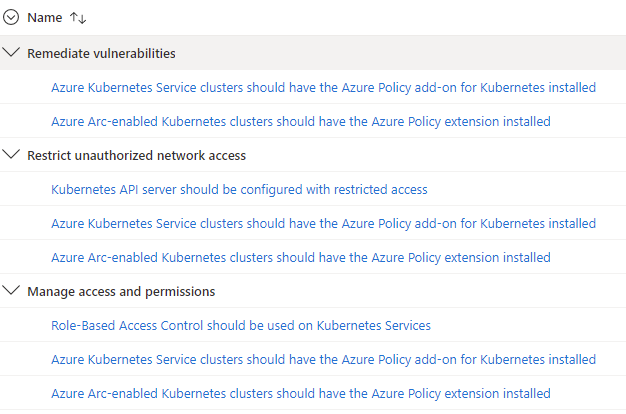 Name ↑↓
Remediate vulnerabilities
Azure Kubernetes Service clusters should have the Azure Policy add-on for Kubernetes installed
Azure Arc-enabled Kubernetes clusters should have the Azure Policy extension installed
Restrict unauthorized network access
Kubernetes API server should be configured with restricted access
Azure Kubernetes Service clusters should have the Azure Policy add-on for Kubernetes installed
Azure Arc-enabled Kubernetes clusters should have the Azure Policy extension installed
Manage access and permissions
Role-Based Access Control should be used on Kubernetes Services
Azure Kubernetes Service clusters should have the Azure Policy add-on for Kubernetes installed
Azure Arc-enabled Kubernetes clusters should have the Azure Policy extension installed